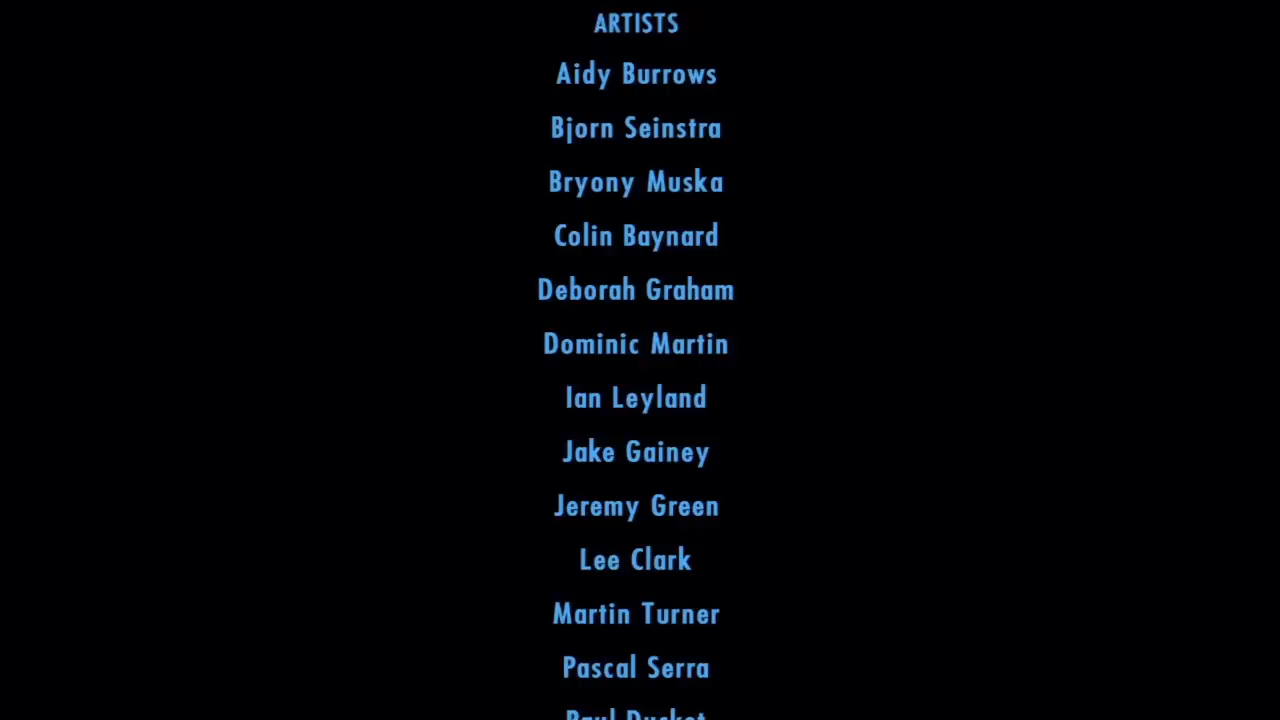 ARTISTS
Aidy Burrows
Bjorn Seinstra
Bryony Muska
Colin Baynard
Deborah Graham
Dominic Martin
Ian Leyland
Jake Gainey
Jeremy Green
Lee Clark
Martin Turner
Pascal Serra
Paul